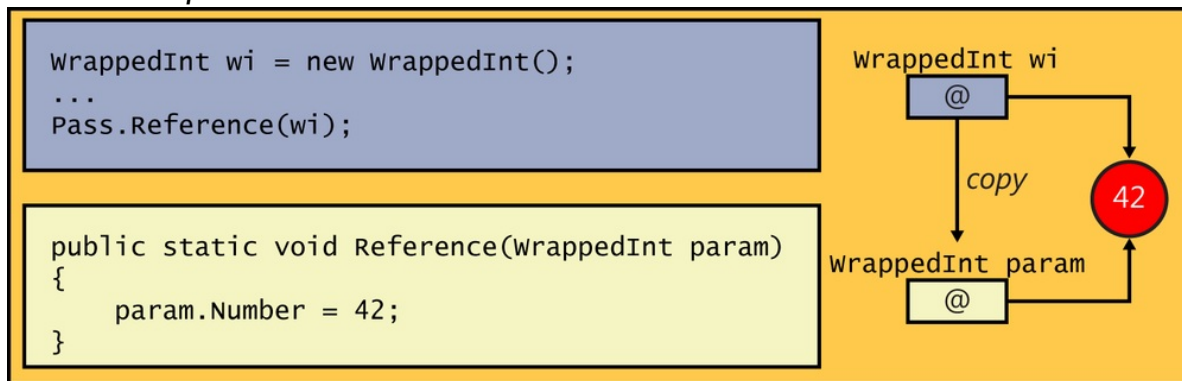 WrappedInt wi = new WrappedInt();
...
Pass.Reference(wi);
public static void Reference(WrappedInt param)
{
    param.Number = 42;
}
WrappedInt wi
@
copy
42
WrappedInt param
@